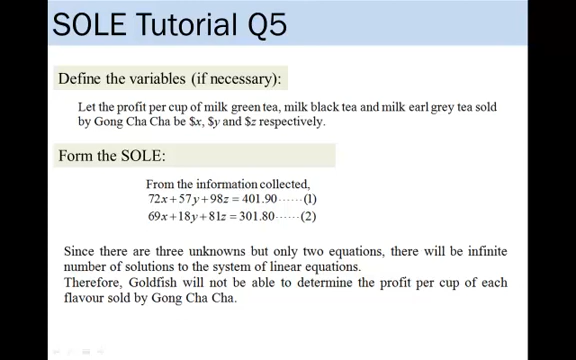 SOLE Tutorial Q5
Define the variables (if necessary):
Let the profit per cup of milk green tea, milk black tea and milk earl grey tea sold
by Gong Cha Cha be $x, $y and $z respectively.
Form the SOLE:
From the information collected,
72x+57y+98z = 401.90······(1)
69x+18y+81z = 301.80······(2)
Since there are three unknowns but only two equations, there will be infinite
number of solutions to the system of linear equations.
Therefore, Goldfish will not be able to determine the profit per cup of each
flavour sold by Gong Cha Cha.